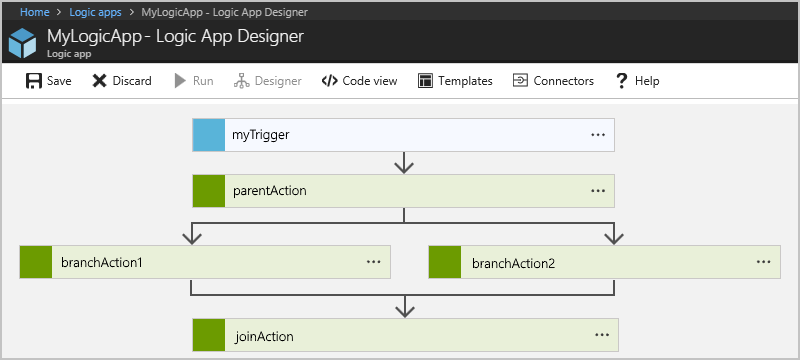 Home > Logic apps > MyLogicApp - Logic App Designer
MyLogicApp - Logic App Designer
Logic app
Save Discard Run Designer Code view Templates Connectors Help
myTrigger
parentAction
branchAction1 branchAction2
joinAction